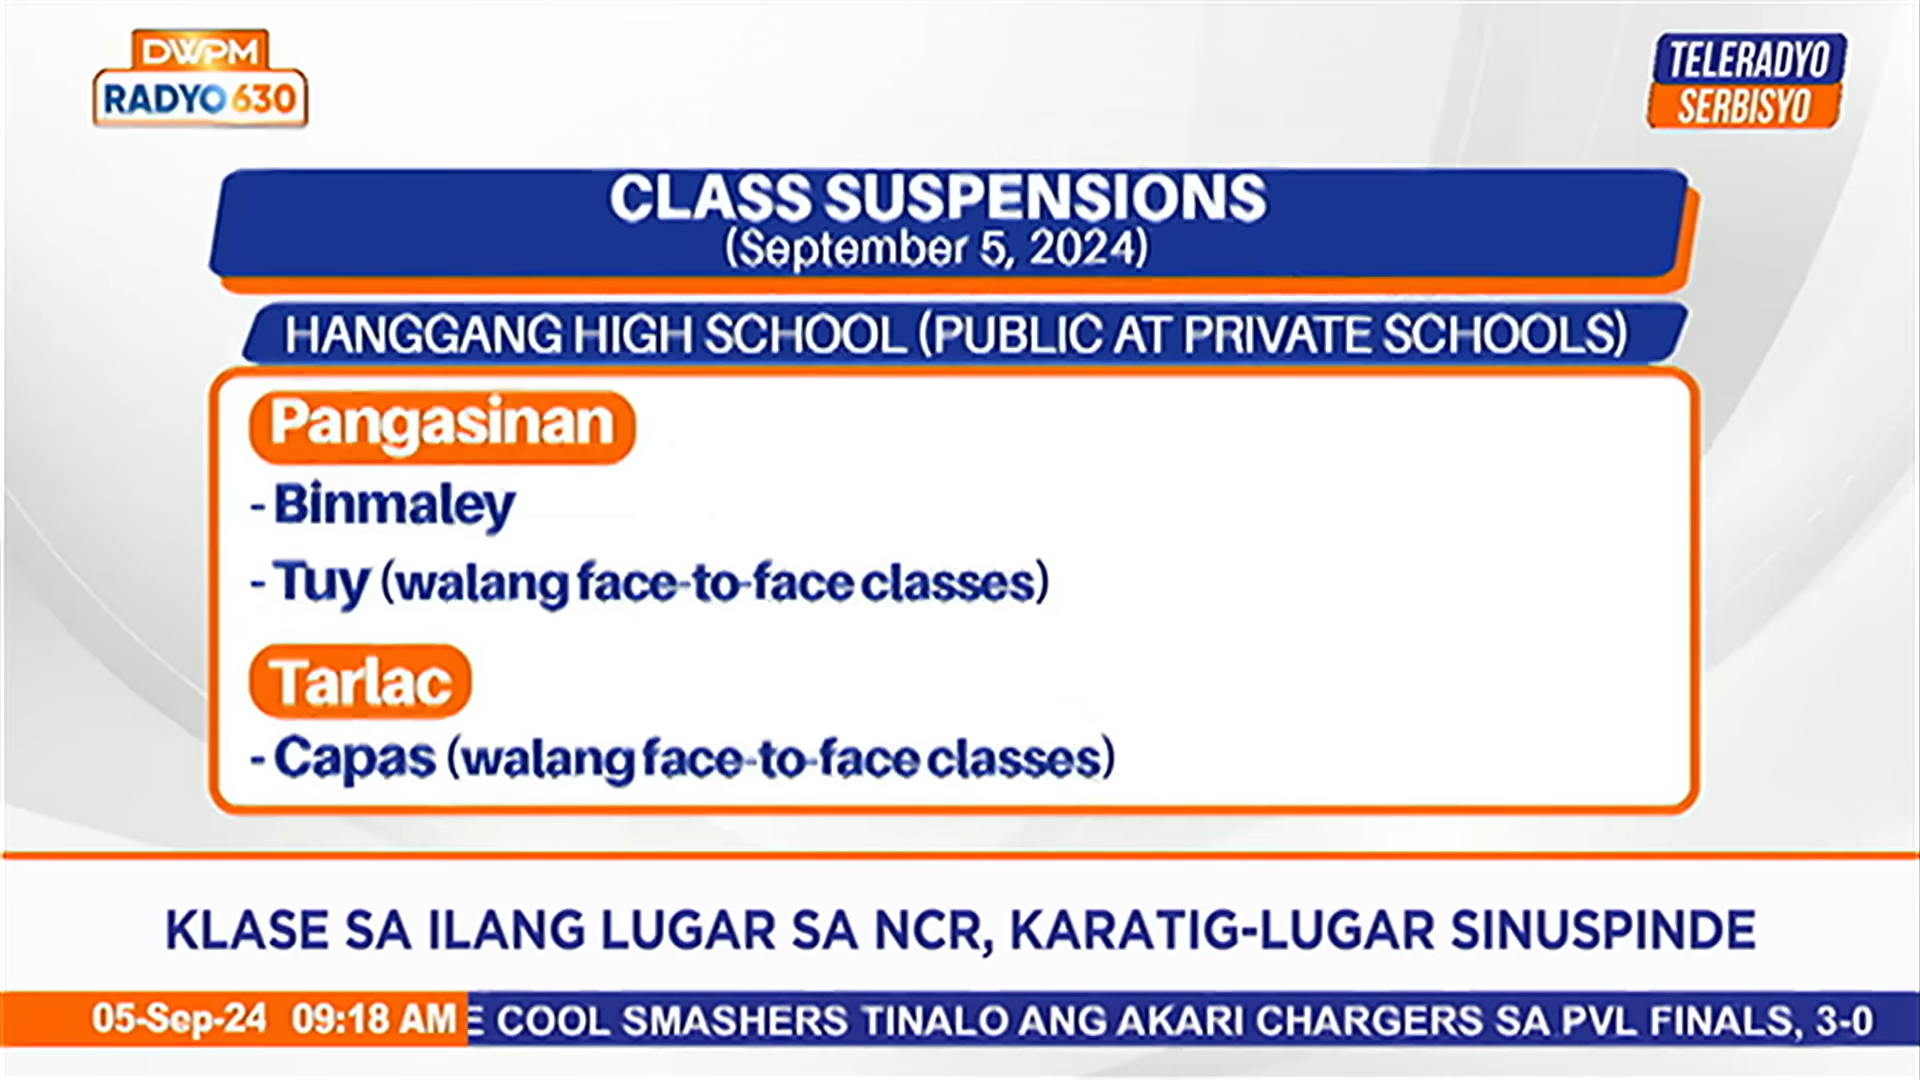 DWPM
RADYO 630
TELERADYO
SERBISYO
CLASS SUSPENSIONS
(September 5, 2024)
HANGGANG HIGH SCHOOL (PUBLIC AT PRIVATE SCHOOLS)
Pangasinan
- Binmaley
- Tuy (walang face-to-face classes)
Tarlac
- Capas (walang face-to-face classes)
KLASE SA ILANG LUGAR SA NCR, KARATIG-LUGAR SINUSPINDE
05-Sep-24 09:18 AM
E COOL SMASHERS TINALO ANG AKARI CHARGERS SA PVL FINALS, 3-0